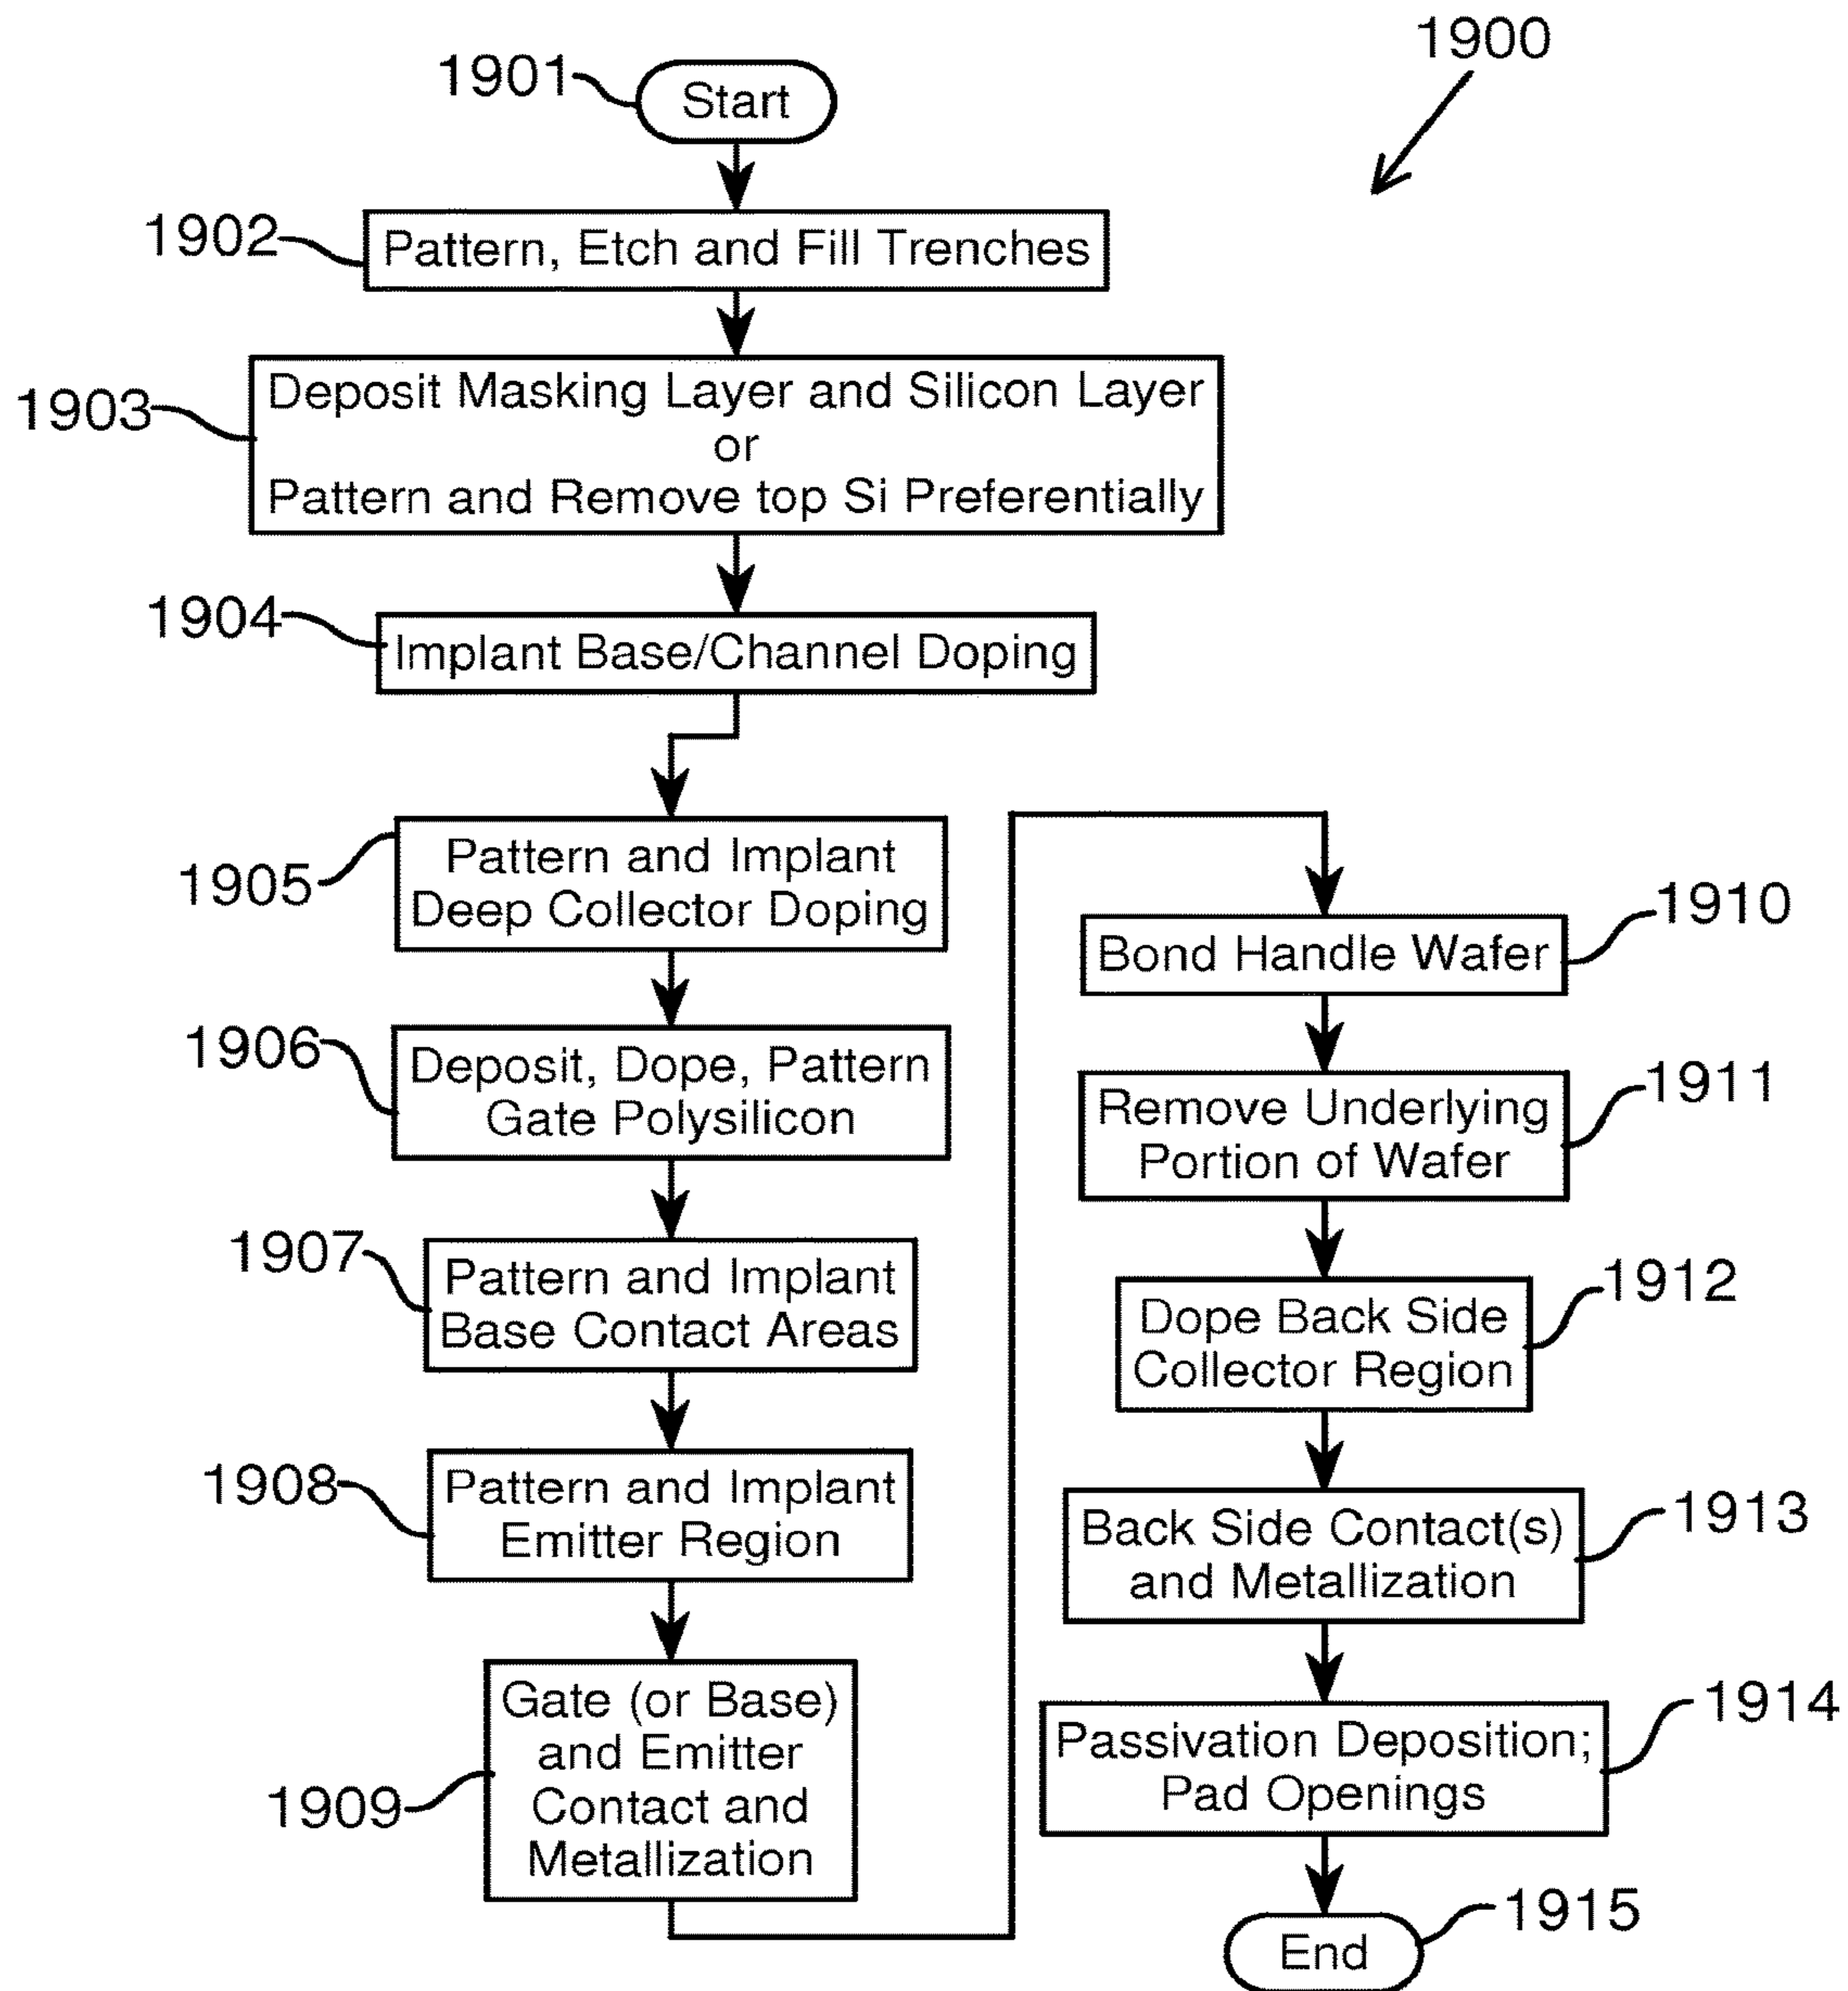 1900
1901
Start
1902
Pattern, Etch and Fill Trenches
1903
Deposit Masking Layer and Silicon Layer
or
Pattern and Remove top Si Preferentially
1904
Implant Base/Channel Doping
1905
Pattern and Implant
Deep Collector Doping
1906
Deposit, Dope, Pattern
Gate Polysilicon
1907
Pattern and Implant
Base Contact Areas
1908
Pattern and Implant
Emitter Region
1909
Gate (or Base)
and Emitter
Contact and
Metallization
1910
Bond Handle Wafer
1911
Remove Underlying
Portion of Wafer
1912
Dope Back Side
Collector Region
1913
Back Side Contact(s)
and Metallization
1914
Passivation Deposition;
Pad Openings
1915
End